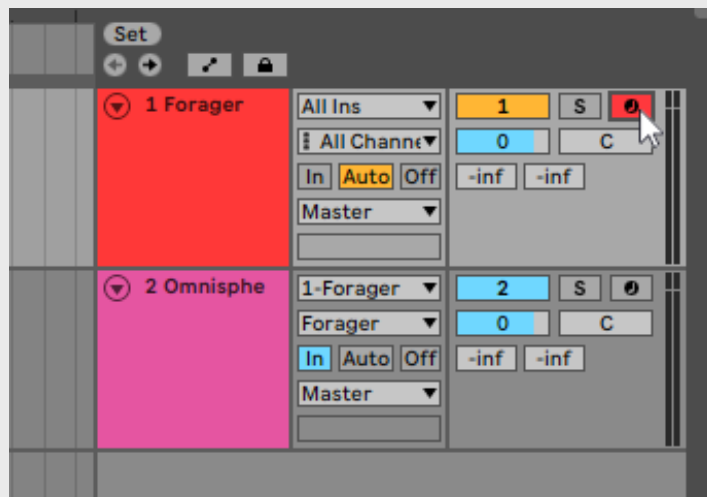 Set
1 Forager
All Ins
1
S
All Channe
0
C
In Auto Off
-inf -inf
Master
2 Omnisphe
1-Forager
2
S
Forager
0
C
In Auto Off
-inf -inf
Master